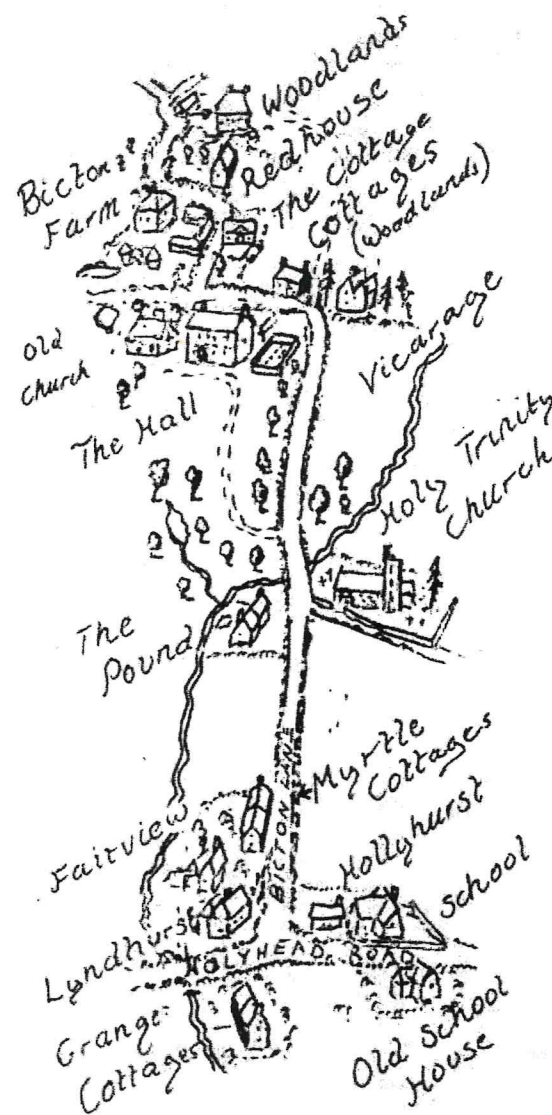 Woodlands
Redhouse
The Cottage
Cottages
(Woodlands)
Bicton
Farm
Vicarage
Old
Church
The Hall
Holy Trinity
Church
The
Pound
BICTON LANE
Myrtle
Cottages
Fairview
Hollyhurst
School
Lyndhurst
HOLYHEAD ROAD
Grange
Cottages
Old School
House